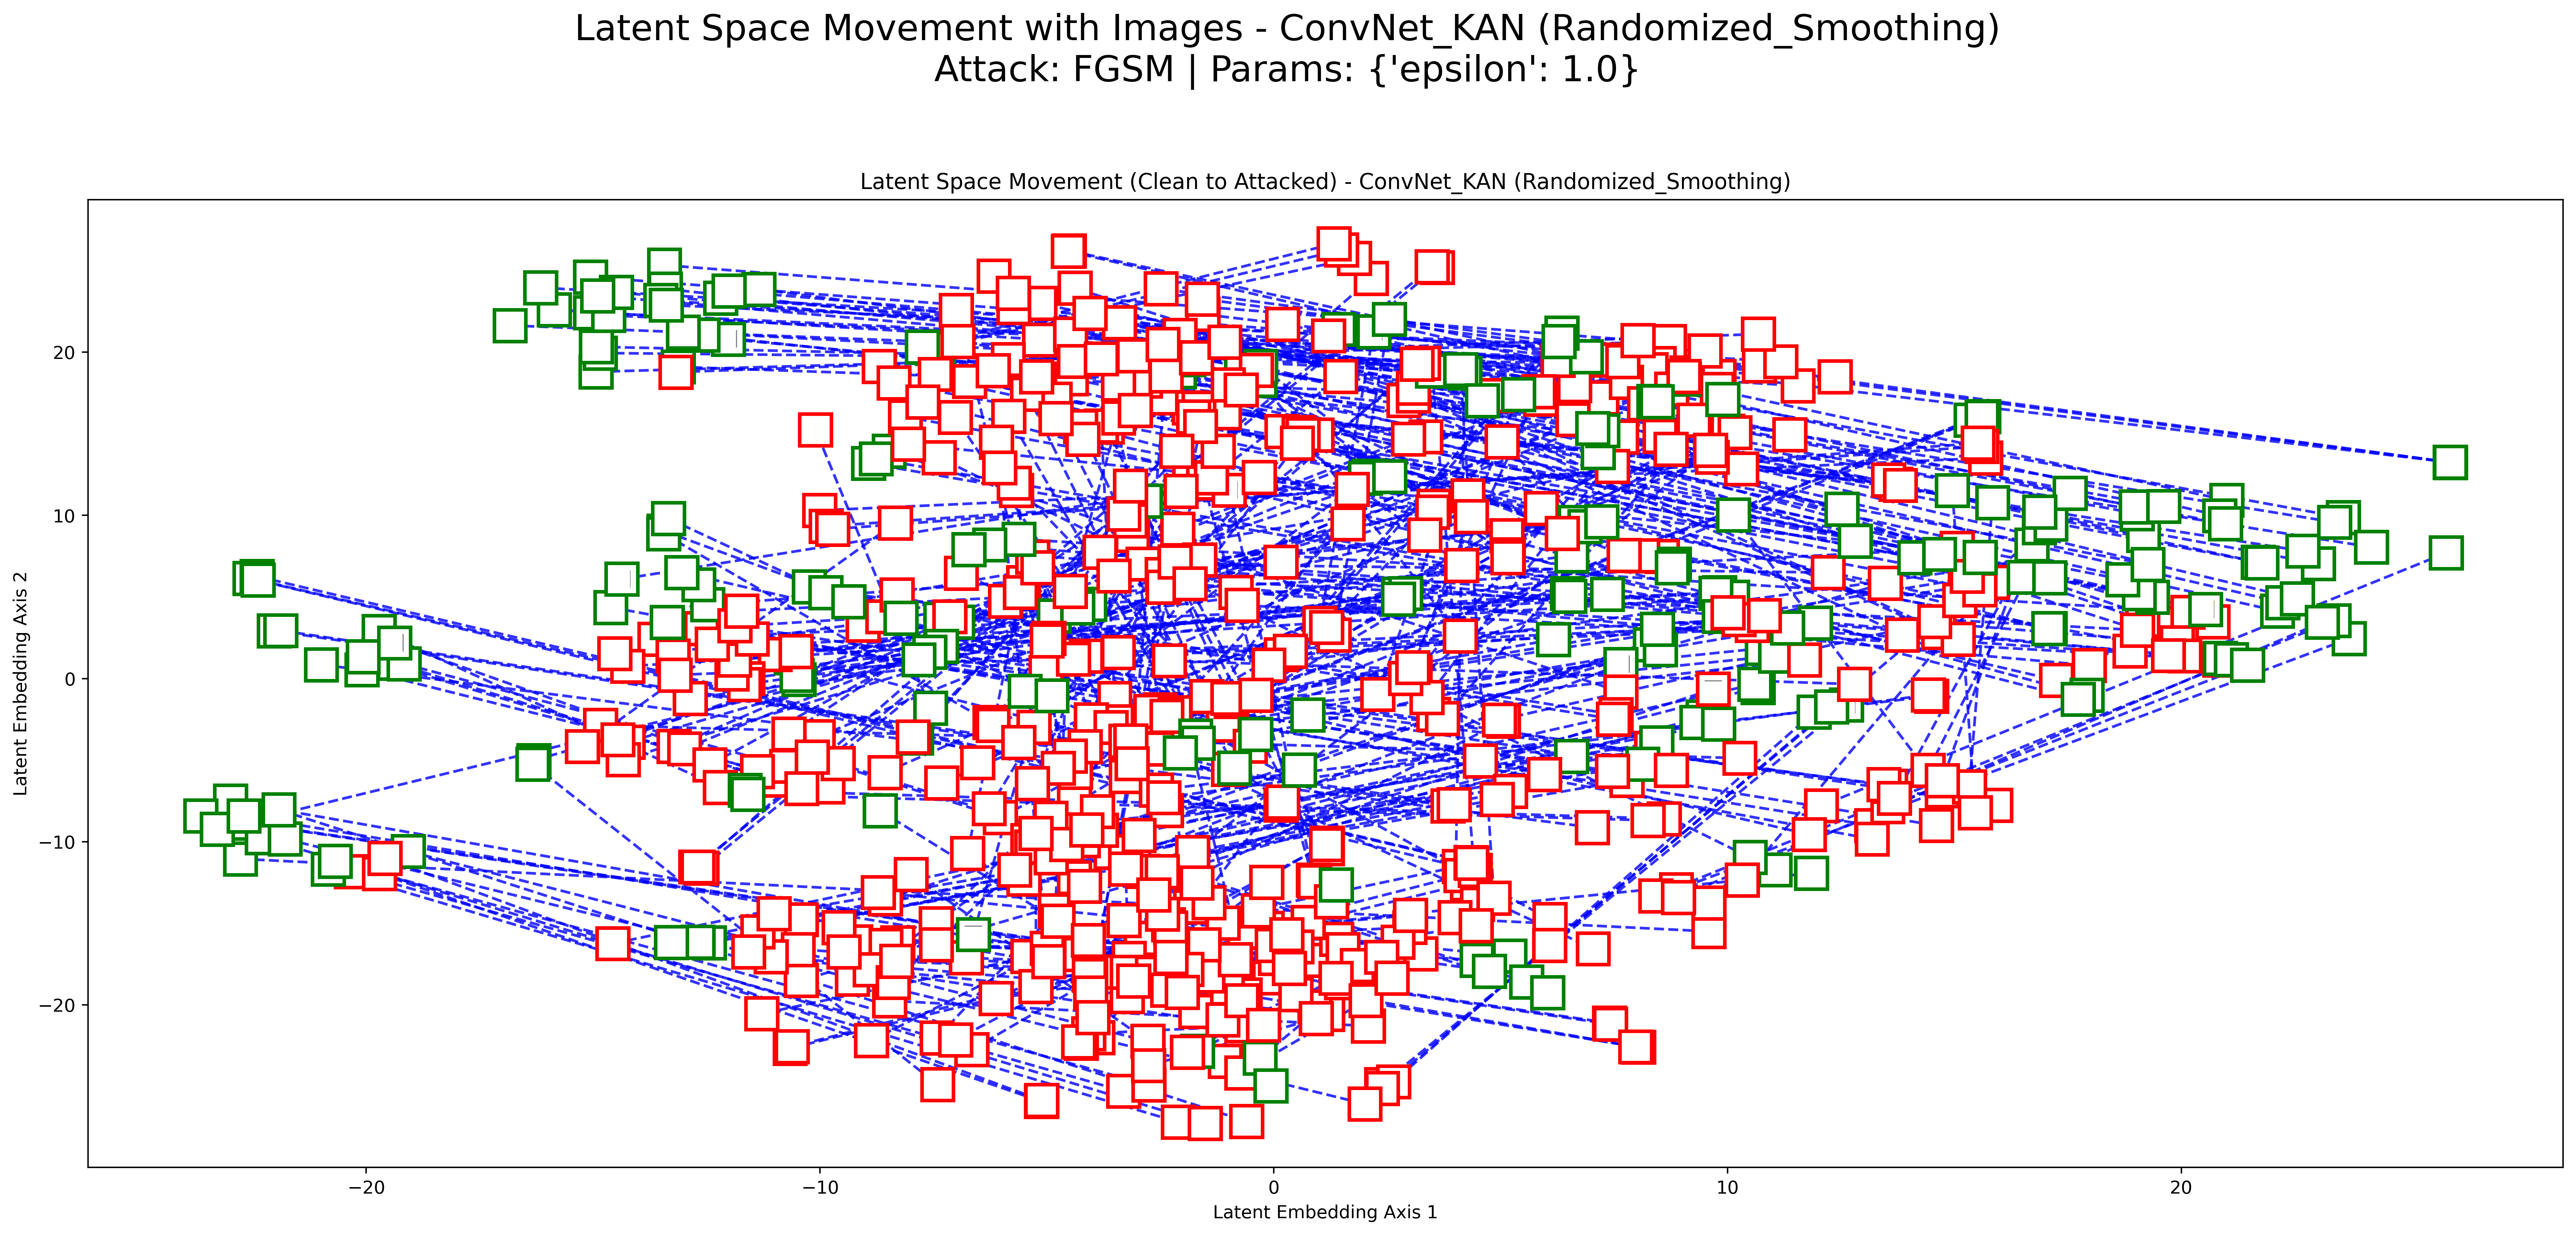 Latent Space Movement with Images - ConvNet_KAN (Randomized_Smoothing)
Attack: FGSM | Params: {'epsilon': 1.0}
Latent Space Movement (Clean to Attacked) - ConvNet_KAN (Randomized_Smoothing)
Latent Embedding Axis 2
20
10
0
−10
−20
−20
−10
0
10
20
Latent Embedding Axis 1